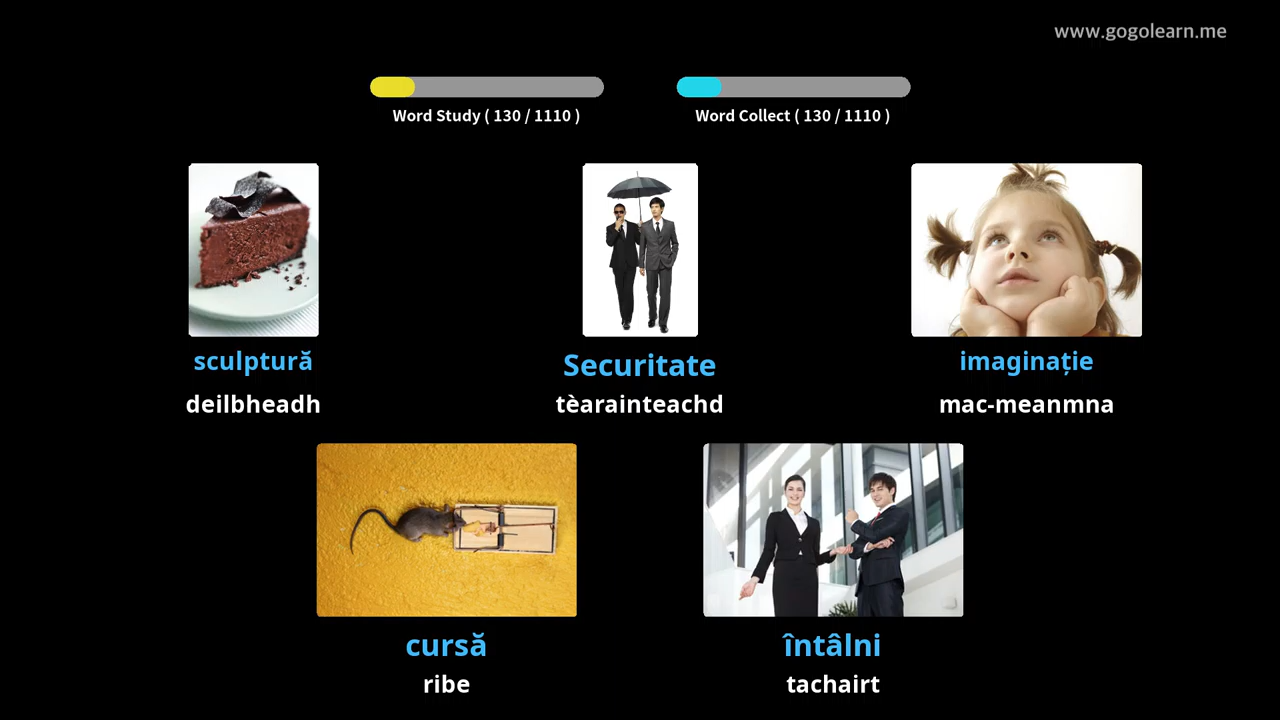 www.gogolearn.me
Word Study ( 130 / 1110 )
Word Collect ( 130 / 1110 )
sculptură
deilbheadh
Securitate
tèarainteachd
imaginație
mac-meanmna
cursă
ribe
întâlni
tachairt